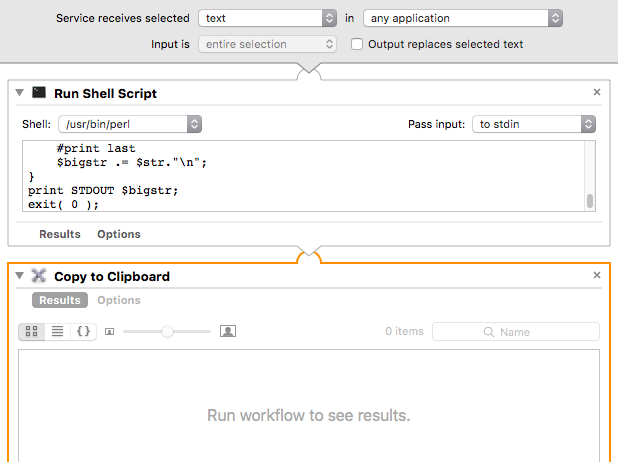 Service receives selected text in any application
Input is entire selection Output replaces selected text
Run Shell Script
Shell: /usr/bin/perl Pass input: to stdin
#print last
$bigstr .= $str."\n";
}
print STDOUT $bigstr;
exit( 0 );
Results Options
Copy to Clipboard
Results Options
{} 0 items Name
Run workflow to see results.